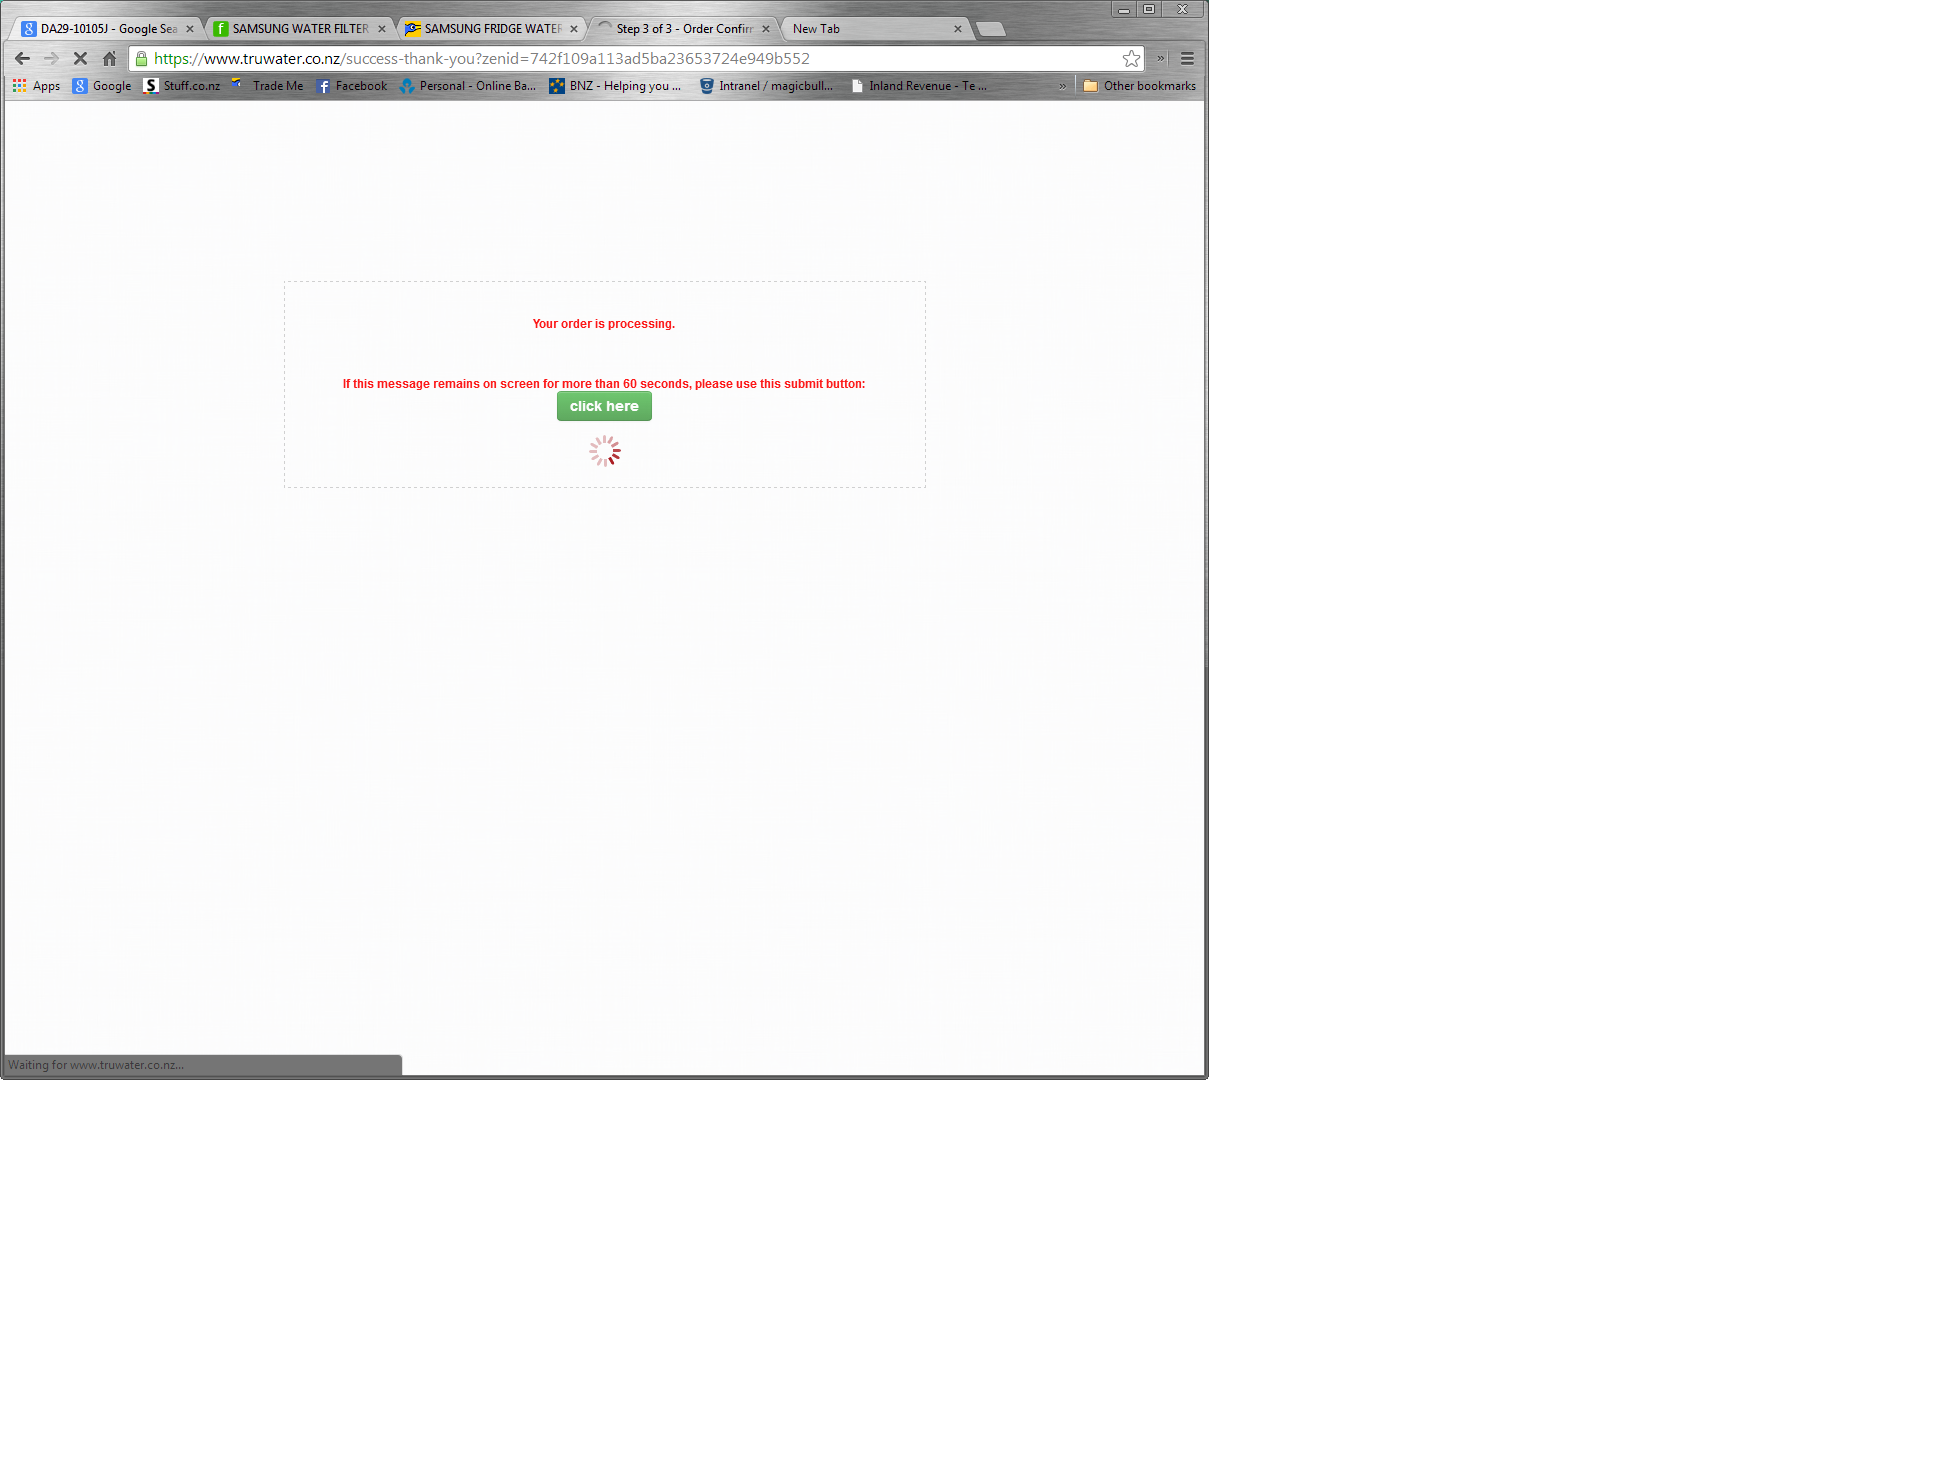 DA29-10105J - Google Sea
SAMSUNG WATER FILTER
SAMSUNG FRIDGE WATER
Step 3 of 3 - Order Confirm
New Tab
https://www.truwater.co.nz/success-thank-you?zenid=742f109a113ad5ba23653724e949b552
»
Apps
Google
Stuff.co.nz
Trade Me
Facebook
Personal - Online Ba...
BNZ - Helping you ...
Intranel / magicbull...
Inland Revenue - Te ...
»
Other bookmarks
Your order is processing.
If this message remains on screen for more than 60 seconds, please use this submit button:
click here
Waiting for www.truwater.co.nz...